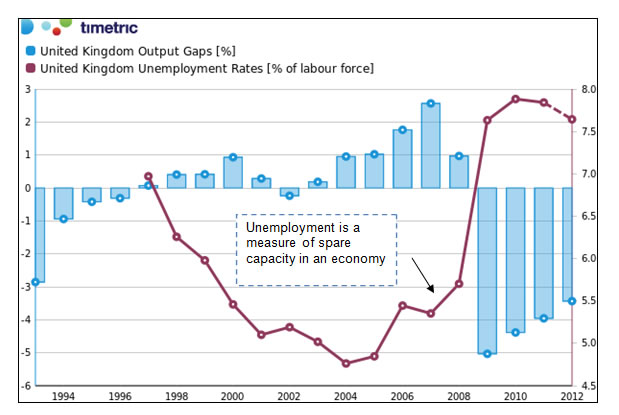 timetric
United Kingdom Output Gaps [%]
United Kingdom Unemployment Rates [% of labour force]
3
2
1
0
-1
-2
-3
-4
-5
-6
8.0
7.5
7.0
6.5
6.0
5.5
5.0
4.5
Unemployment is a
measure of spare
capacity in an economy
1994 1996 1998 2000 2002 2004 2006 2008 2010 2012